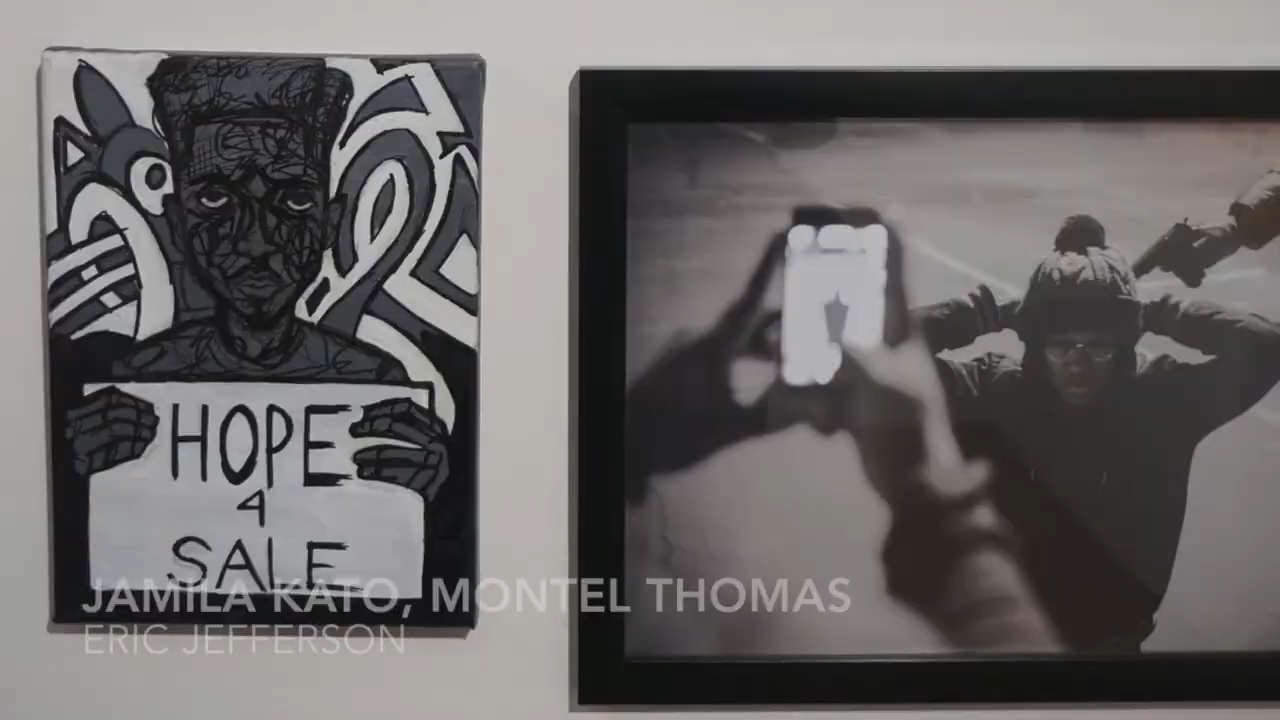 HOPE
4
SALE
JAMILA KATO, MONTEL THOMAS
ERIC JEFFERSON